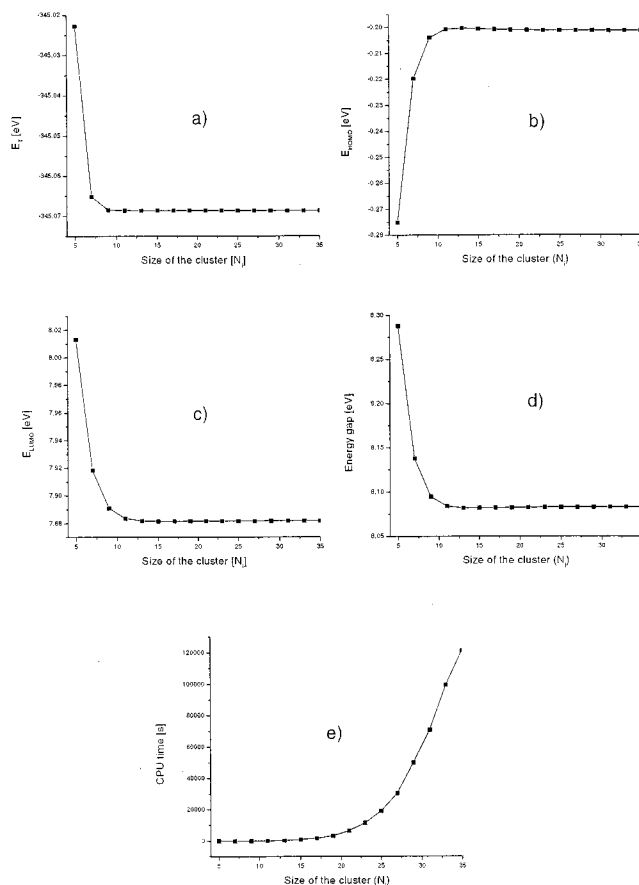 -345.02
-345.03
-345.04
-345.05
-345.06
-345.07
E_T [eV]
a)
5 10 15 20 25 30 35
Size of the cluster [N_i]
-0.20
-0.21
-0.22
-0.23
-0.24
-0.25
-0.26
-0.27
-0.28
E_HOMO [eV]
b)
5 10 15 20 25 30 35
Size of the cluster (N_i)
8.02
8.00
7.98
7.96
7.94
7.92
7.90
7.88
E_LUMO [eV]
c)
5 10 15 20 25 30 35
Size of the cluster [N_i]
8.30
8.25
8.20
8.15
8.10
8.05
Energy gap [eV]
d)
5 10 15 20 25 30 35
Size of the cluster (N_i)
120000
100000
80000
60000
40000
20000
0
CPU time [s]
e)
5 10 15 20 25 30 35
Size of the cluster (N_i)